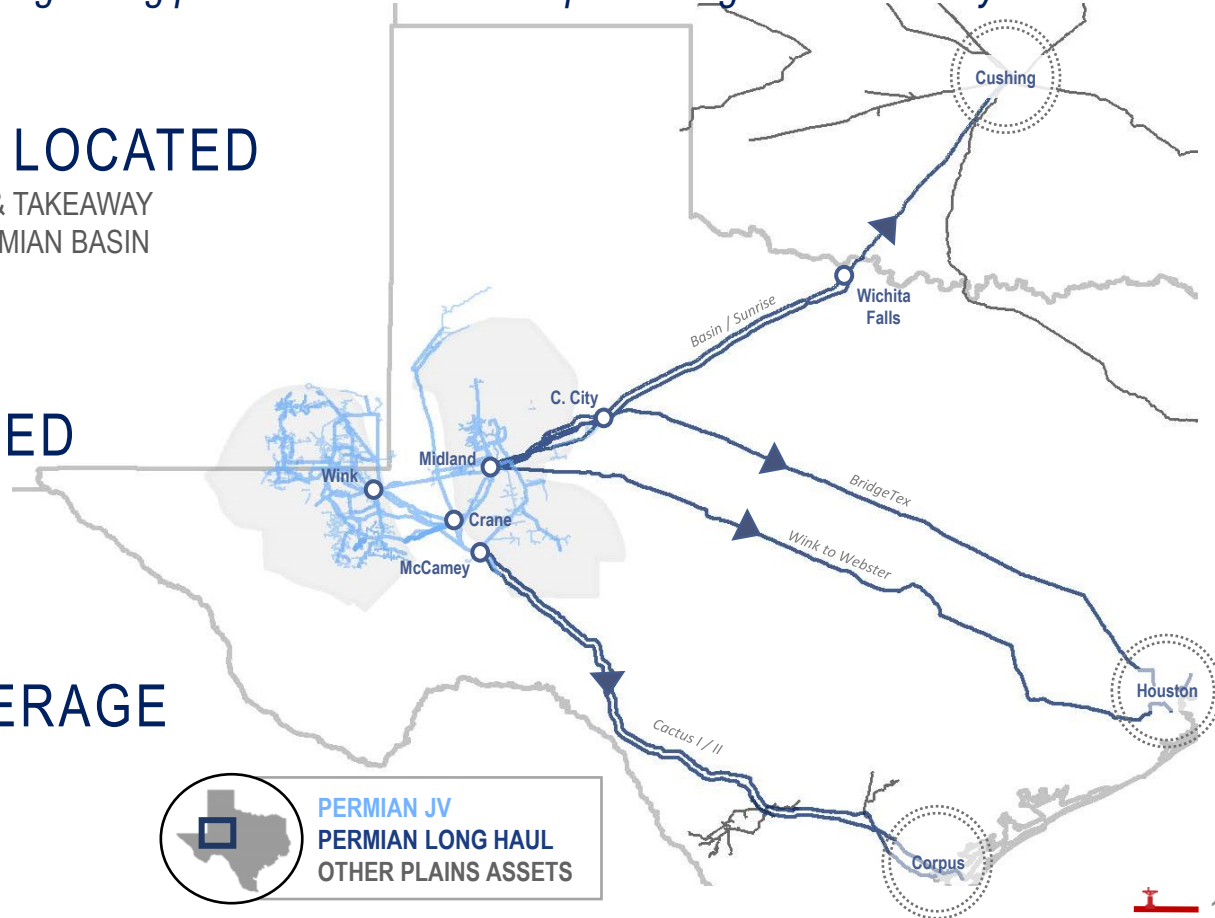 LOCATED
& TAKEAWAY
MIAN BASIN
ED
ERAGE
Cushing
Wichita
Falls
Basin / Sunrise
C. City
Midland
Wink
Crane
McCamey
BridgeTex
Wink to Webster
Houston
Cactus I / II
Corpus
PERMIAN JV
PERMIAN LONG HAUL
OTHER PLAINS ASSETS